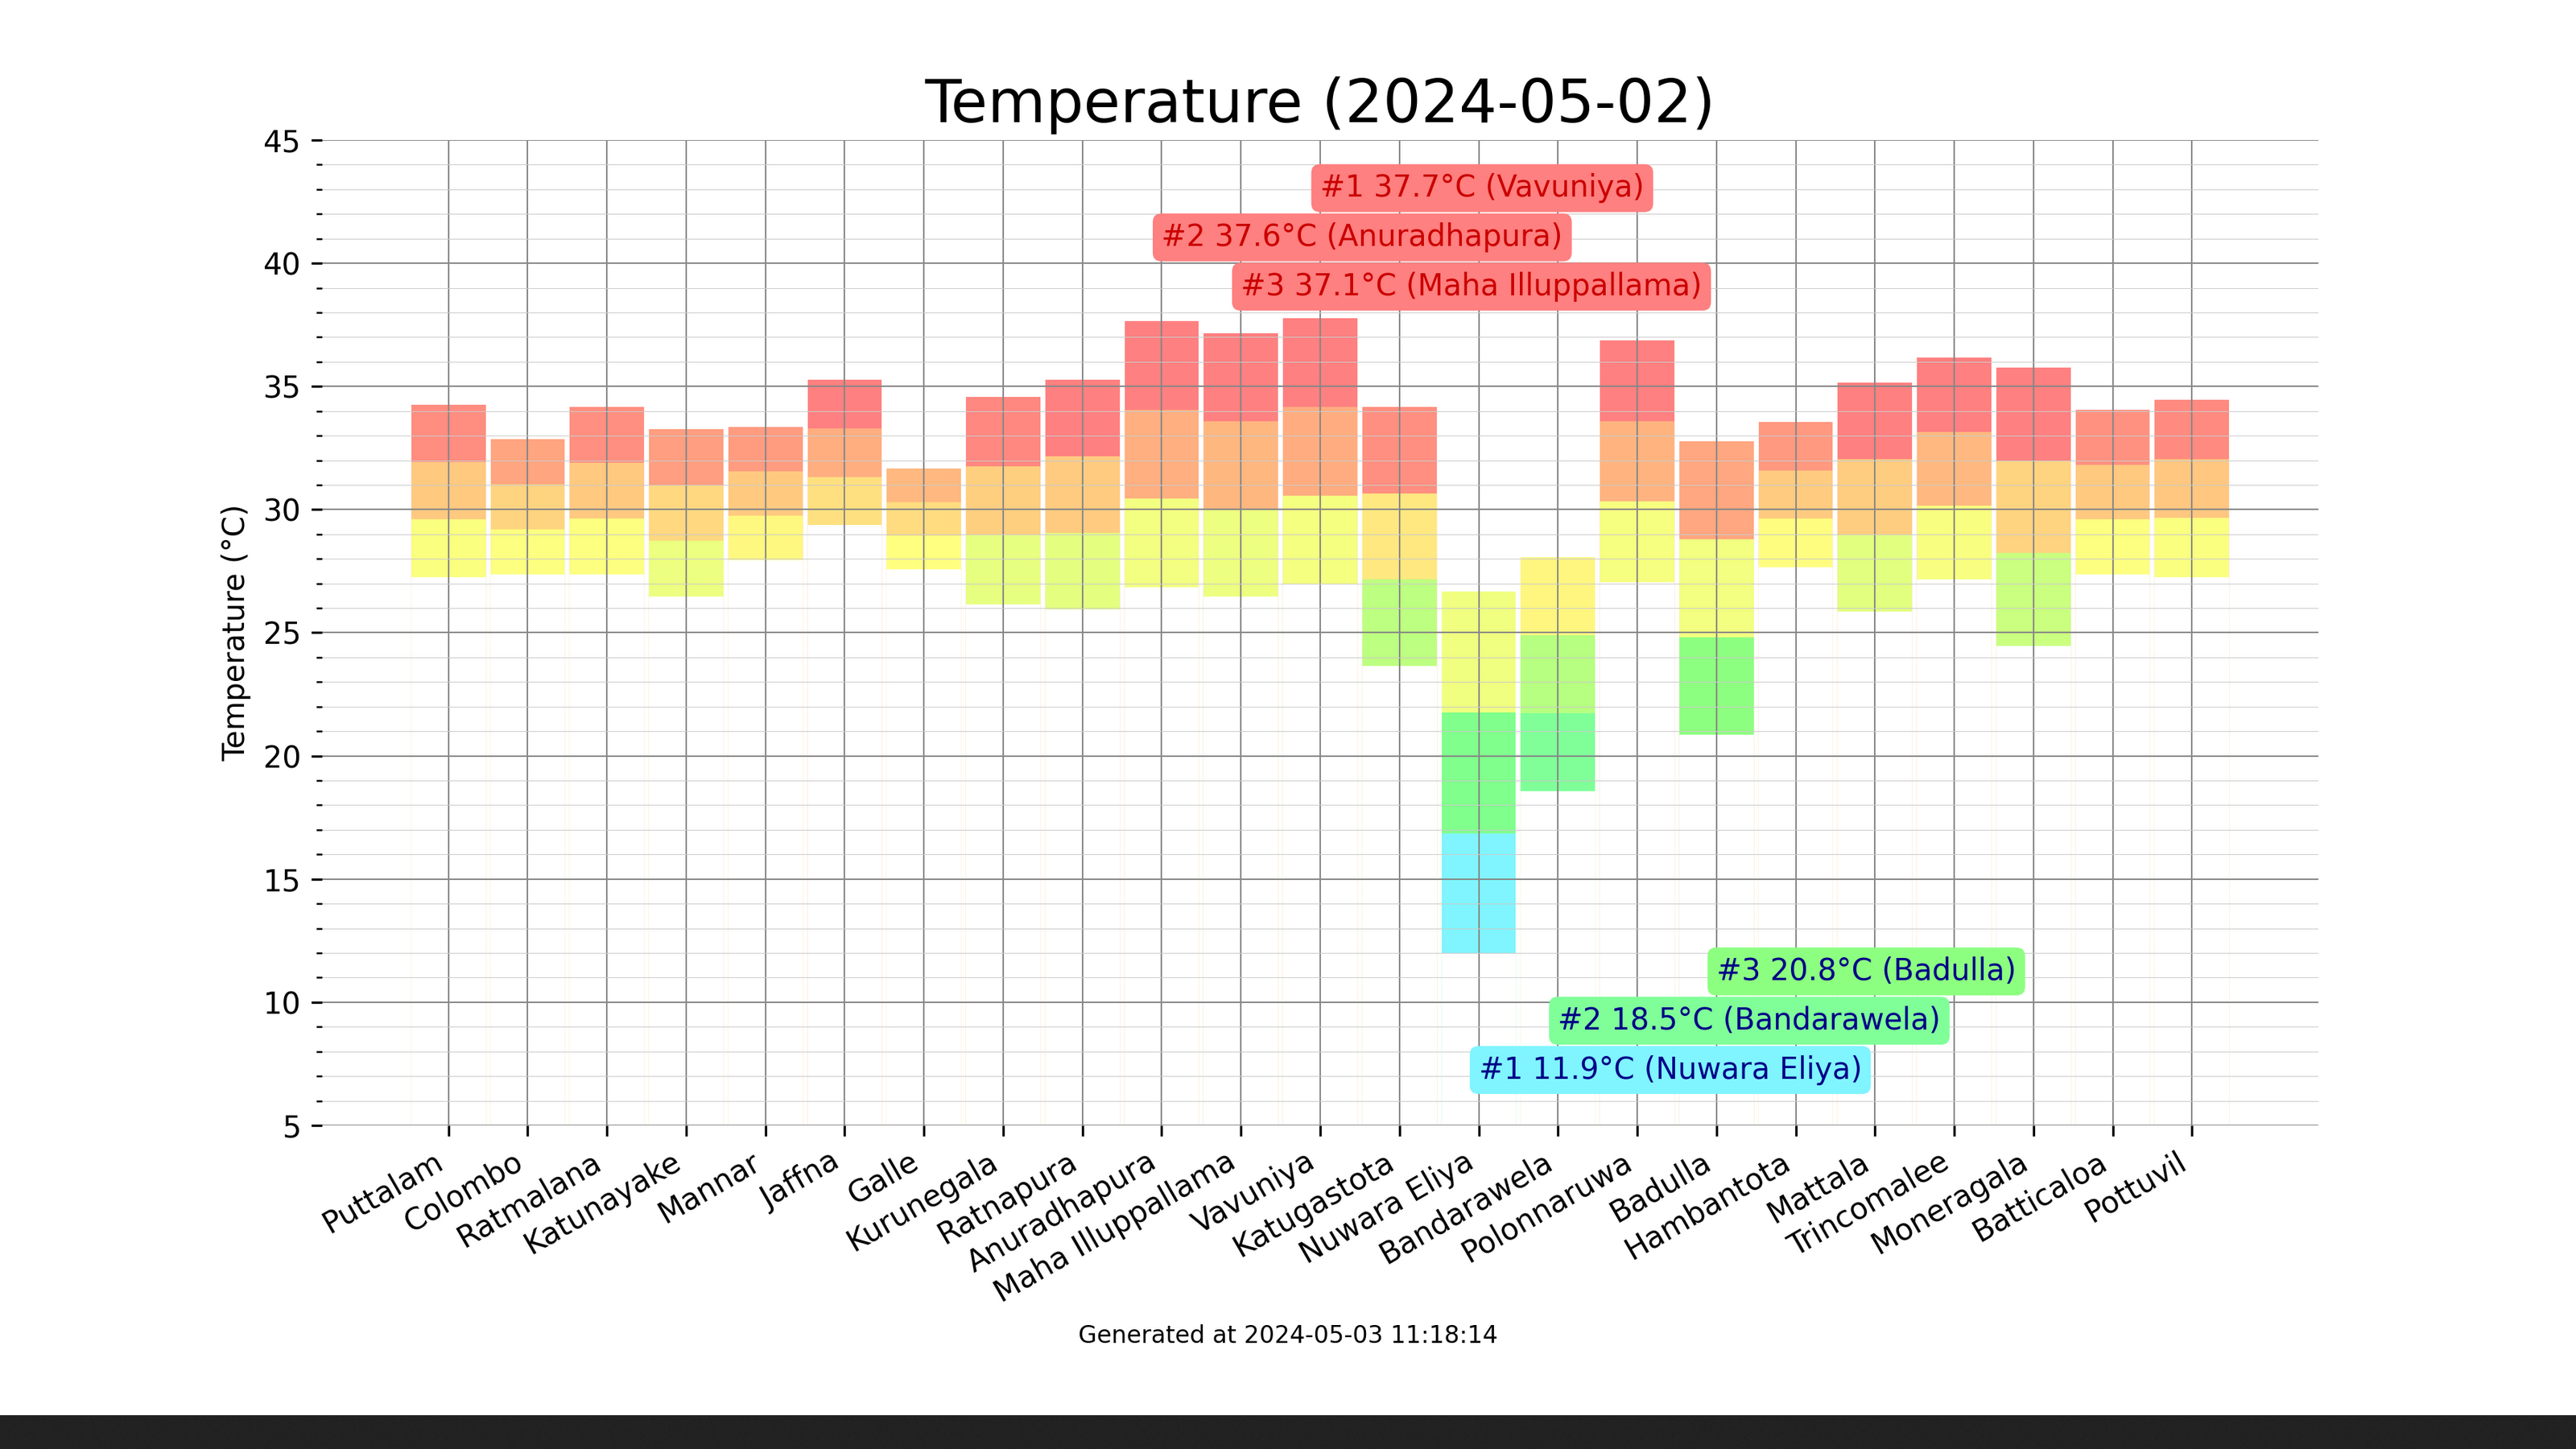 Temperature (2024-05-02)
45
40
35
30
25
20
15
10
5
Temperature (°C)
#1 37.7°C (Vavuniya)
#2 37.6°C (Anuradhapura)
#3 37.1°C (Maha Illuppallama)
#3 20.8°C (Badulla)
#2 18.5°C (Bandarawela)
#1 11.9°C (Nuwara Eliya)
Puttalam
Colombo
Ratmalana
Katunayake
Mannar
Jaffna
Galle
Kurunegala
Ratnapura
Anuradhapura
Maha Illuppallama
Vavuniya
Katugastota
Nuwara Eliya
Bandarawela
Polonnaruwa
Badulla
Hambantota
Mattala
Trincomalee
Moneragala
Batticaloa
Pottuvil
Generated at 2024-05-03 11:18:14